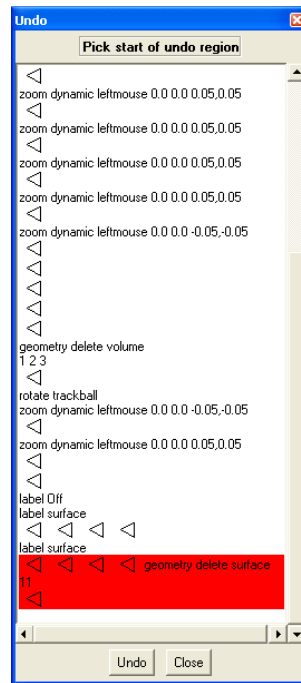 Undo
Pick start of undo region
zoom dynamic leftmouse 0.0 0.0 0.05,0.05
zoom dynamic leftmouse 0.0 0.0 0.05,0.05
zoom dynamic leftmouse 0.0 0.0 0.05,0.05
zoom dynamic leftmouse 0.0 0.0 0.05,0.05
zoom dynamic leftmouse 0.0 0.0 -0.05,-0.05
geometry delete volume
1 2 3
rotate trackball
zoom dynamic leftmouse 0.0 0.0 -0.05,-0.05
zoom dynamic leftmouse 0.0 0.0 0.05,0.05
label Off
label surface
label surface
geometry delete surface
11
Undo Close